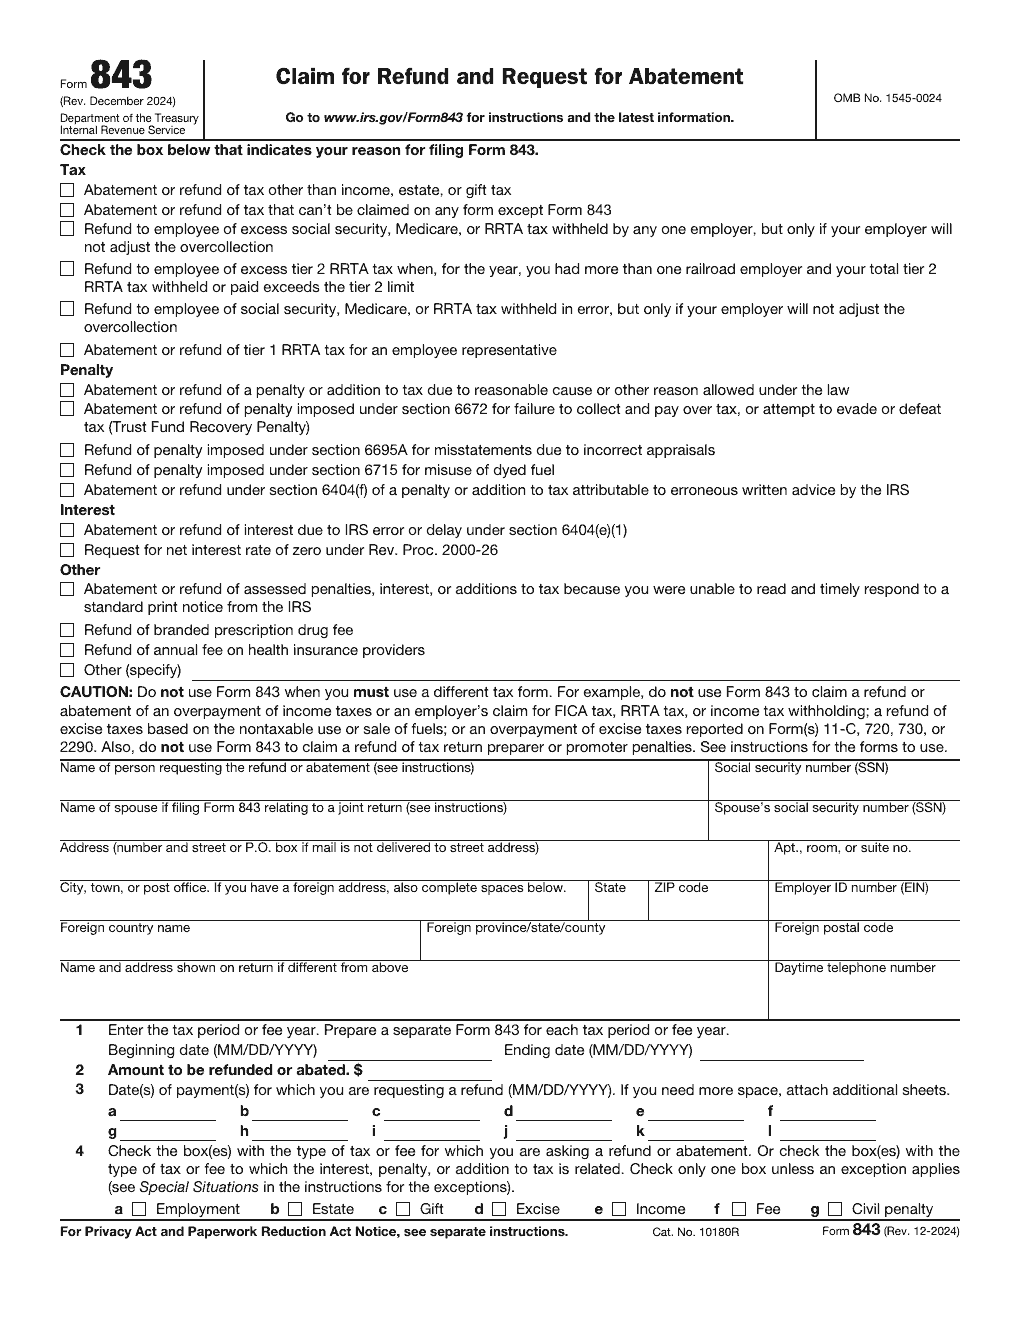 Form 843
(Rev. December 2024)
Department of the Treasury
Internal Revenue Service
Claim for Refund and Request for Abatement
Go to www.irs.gov/Form843 for instructions and the latest information.
OMB No. 1545-0024
Check the box below that indicates your reason for filing Form 843.
Tax
Abatement or refund of tax other than income, estate, or gift tax
Abatement or refund of tax that can't be claimed on any form except Form 843
Refund to employee of excess social security, Medicare, or RRTA tax withheld by any one employer, but only if your employer will
not adjust the overcollection
Refund to employee of excess tier 2 RRTA tax when, for the year, you had more than one railroad employer and your total tier 2
RRTA tax withheld or paid exceeds the tier 2 limit
Refund to employee of social security, Medicare, or RRTA tax withheld in error, but only if your employer will not adjust the
overcollection
Abatement or refund of tier 1 RRTA tax for an employee representative
Penalty
Abatement or refund of a penalty or addition to tax due to reasonable cause or other reason allowed under the law
Abatement or refund of penalty imposed under section 6672 for failure to collect and pay over tax, or attempt to evade or defeat
tax (Trust Fund Recovery Penalty)
Refund of penalty imposed under section 6695A for misstatements due to incorrect appraisals
Refund of penalty imposed under section 6715 for misuse of dyed fuel
Abatement or refund under section 6404(f) of a penalty or addition to tax attributable to erroneous written advice by the IRS
Interest
Abatement or refund of interest due to IRS error or delay under section 6404(e)(1)
Request for net interest rate of zero under Rev. Proc. 2000-26
Other
Abatement or refund of assessed penalties, interest, or additions to tax because you were unable to read and timely respond to a
standard print notice from the IRS
Refund of branded prescription drug fee
Refund of annual fee on health insurance providers
Other (specify)
CAUTION: Do not use Form 843 when you must use a different tax form. For example, do not use Form 843 to claim a refund or
abatement of an overpayment of income taxes or an employer's claim for FICA tax, RRTA tax, or income tax withholding; a refund of
excise taxes based on the nontaxable use or sale of fuels; or an overpayment of excise taxes reported on Form(s) 11-C, 720, 730, or
2290. Also, do not use Form 843 to claim a refund of tax return preparer or promoter penalties. See instructions for the forms to use.
Name of person requesting the refund or abatement (see instructions)
Social security number (SSN)
Name of spouse if filing Form 843 relating to a joint return (see instructions)
Spouse's social security number (SSN)
Address (number and street or P.O. box if mail is not delivered to street address)
Apt., room, or suite no.
City, town, or post office. If you have a foreign address, also complete spaces below.
State
ZIP code
Employer ID number (EIN)
Foreign country name
Foreign province/state/county
Foreign postal code
Name and address shown on return if different from above
Daytime telephone number
1 Enter the tax period or fee year. Prepare a separate Form 843 for each tax period or fee year.
Beginning date (MM/DD/YYYY) Ending date (MM/DD/YYYY)
2 Amount to be refunded or abated. $
3 Date(s) of payment(s) for which you are requesting a refund (MM/DD/YYYY). If you need more space, attach additional sheets.
a b c d e f
g h i j k l
4 Check the box(es) with the type of tax or fee for which you are asking a refund or abatement. Or check the box(es) with the
type of tax or fee to which the interest, penalty, or addition to tax is related. Check only one box unless an exception applies
(see Special Situations in the instructions for the exceptions).
a Employment b Estate c Gift d Excise e Income f Fee g Civil penalty
For Privacy Act and Paperwork Reduction Act Notice, see separate instructions.
Cat. No. 10180R
Form 843 (Rev. 12-2024)